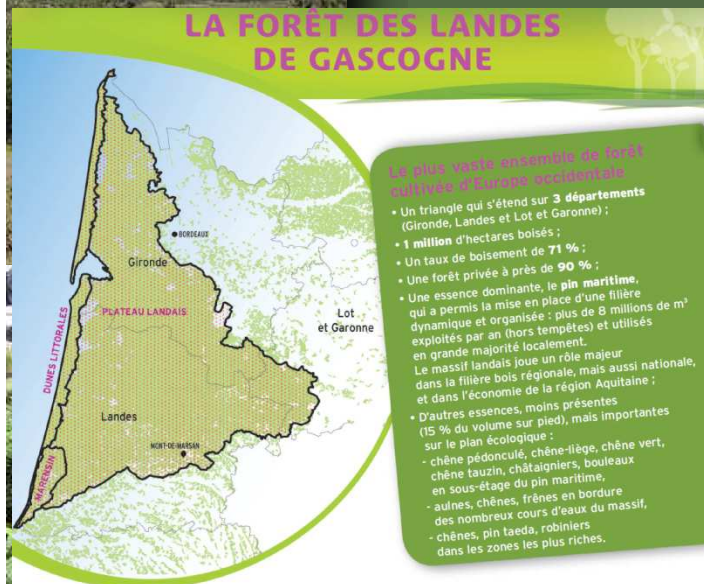 LA FORÊT DES LANDES
DE GASCOGNE
BORDEAUX
Gironde
PLATEAU LANDAIS
DUNES LITTORALES
Lot
et Garonne
Landes
MONT-DE-MARSAN
MARENSIN
Le plus vaste ensemble de forêt
cultivée d'Europe occidentale
• Un triangle qui s'étend sur 3 départements
(Gironde, Landes et Lot et Garonne) ;
• 1 million d'hectares boisés ;
• Un taux de boisement de 71 % ;
• Une forêt privée à près de 90 % ;
• Une essence dominante, le pin maritime,
qui a permis la mise en place d'une filière
dynamique et organisée : plus de 8 millions de m³
exploités par an (hors tempêtes) et utilisés
en grande majorité localement.
Le massif landais joue un rôle majeur
dans la filière bois régionale, mais aussi nationale,
et dans l'économie de la région Aquitaine ;
• D'autres essences, moins présentes
(15 % du volume sur pied), mais importantes
sur le plan écologique :
- chêne pédonculé, chêne-liège, chêne vert,
chêne tauzin, châtaigniers, bouleaux
en sous-étage du pin maritime,
- aulnes, chênes, frênes en bordure
des nombreux cours d'eaux du massif,
- chênes, pin taeda, robiniers
dans les zones les plus riches.